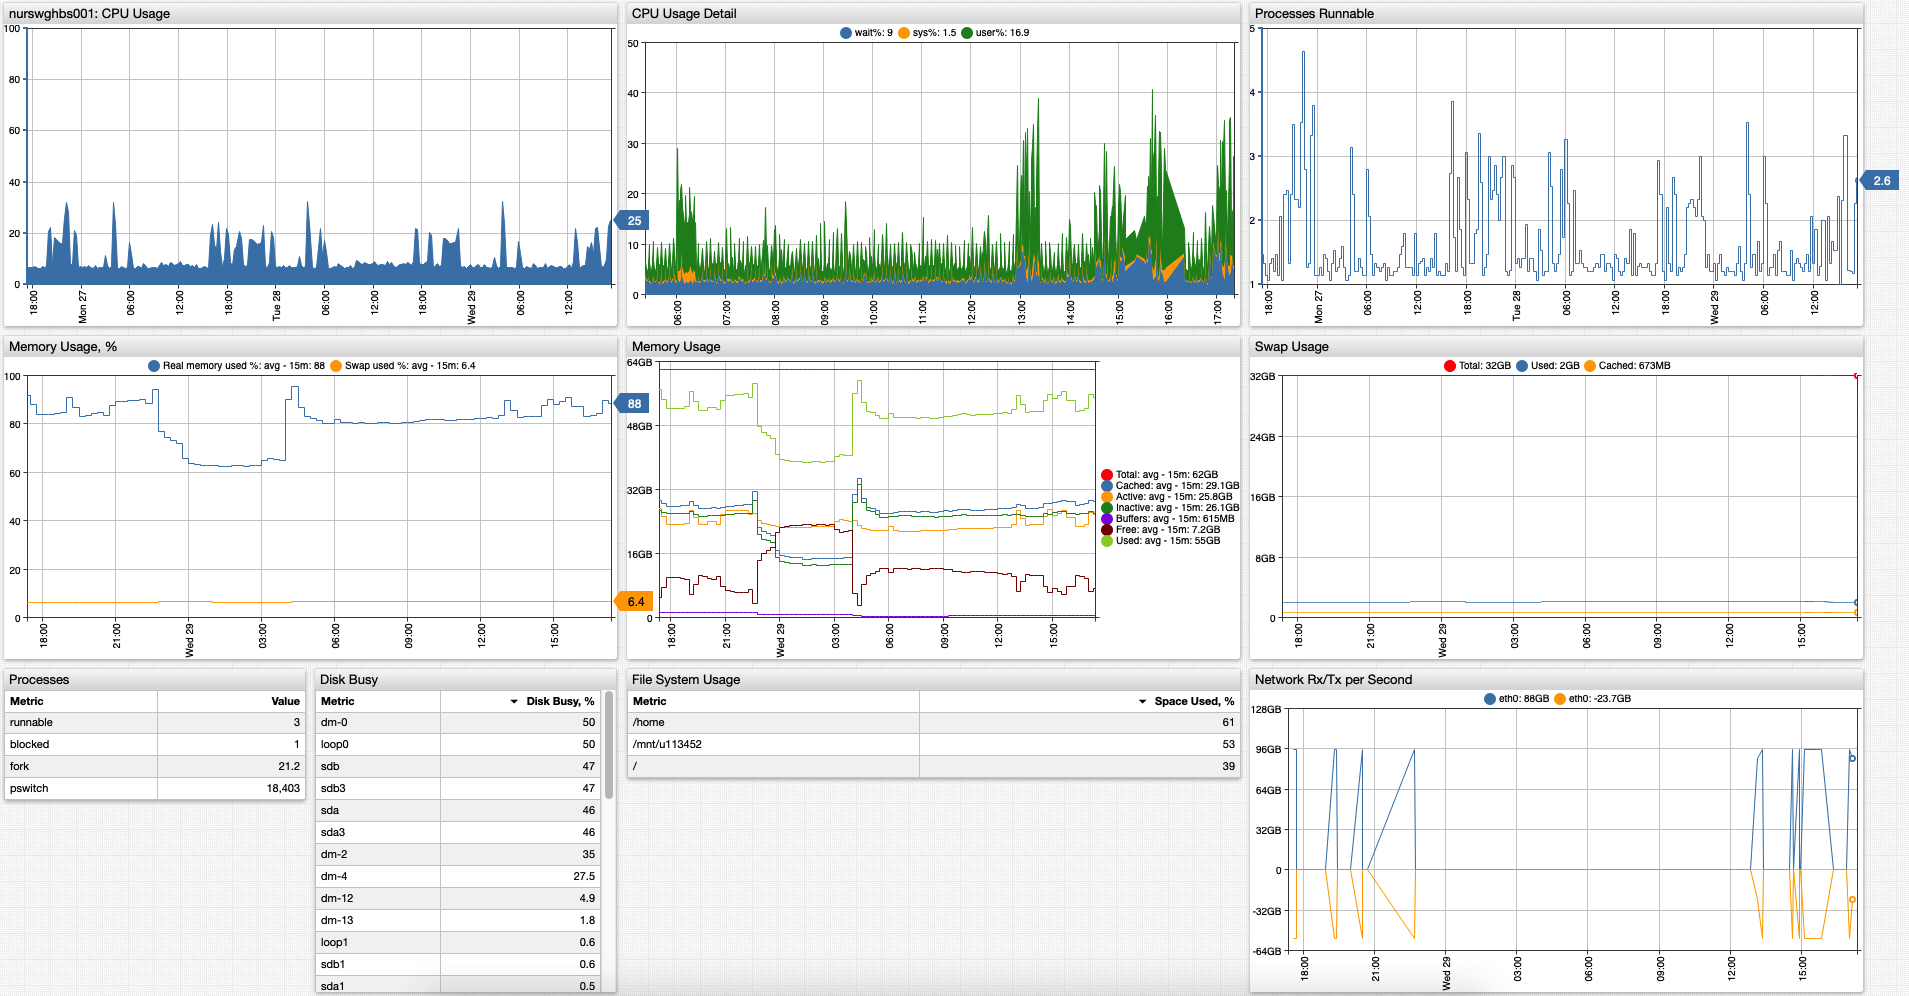 nurswghbs001: CPU Usage
100
80
60
40
20
0
18:00
Mon 27
06:00
12:00
18:00
Tue 28
06:00
12:00
18:00
Wed 29
06:00
12:00
25
CPU Usage Detail
wait%: 9 sys%: 1.5 user%: 16.9
50
40
30
20
10
0
06:00
07:00
08:00
09:00
10:00
11:00
12:00
13:00
14:00
15:00
16:00
17:00
Processes Runnable
5
4
3
2
1
18:00
Mon 27
06:00
12:00
18:00
Tue 28
06:00
12:00
18:00
Wed 29
06:00
12:00
2.6
Memory Usage, %
Real memory used %: avg - 15m: 88 Swap used %: avg - 15m: 6.4
100
80
60
40
20
0
18:00
21:00
Wed 29
03:00
06:00
09:00
12:00
15:00
88
6.4
Memory Usage
64GB
48GB
32GB
16GB
0
18:00
21:00
Wed 29
03:00
06:00
09:00
12:00
15:00
Total: avg - 15m: 62GB
Cached: avg - 15m: 29.1GB
Active: avg - 15m: 25.8GB
Inactive: avg - 15m: 26.1GB
Buffers: avg - 15m: 615MB
Free: avg - 15m: 7.2GB
Used: avg - 15m: 55GB
Swap Usage
Total: 32GB Used: 2GB Cached: 673MB
32GB
24GB
16GB
8GB
0
18:00
21:00
Wed 29
03:00
06:00
09:00
12:00
15:00
Processes
Metric Value
runnable 3
blocked 1
fork 21.2
pswitch 18,403
Disk Busy
Metric Disk Busy, %
dm-0 50
loop0 50
sdb 47
sdb3 47
sda 46
sda3 46
dm-2 35
dm-4 27.5
dm-12 4.9
dm-13 1.8
loop1 0.6
sdb1 0.6
sda1 0.5
File System Usage
Metric Space Used, %
/home 61
/mnt/u113452 53
/ 39
Network Rx/Tx per Second
eth0: 88GB eth0: -23.7GB
128GB
96GB
64GB
32GB
0
-32GB
-64GB
18:00
21:00
Wed 29
03:00
06:00
09:00
12:00
15:00